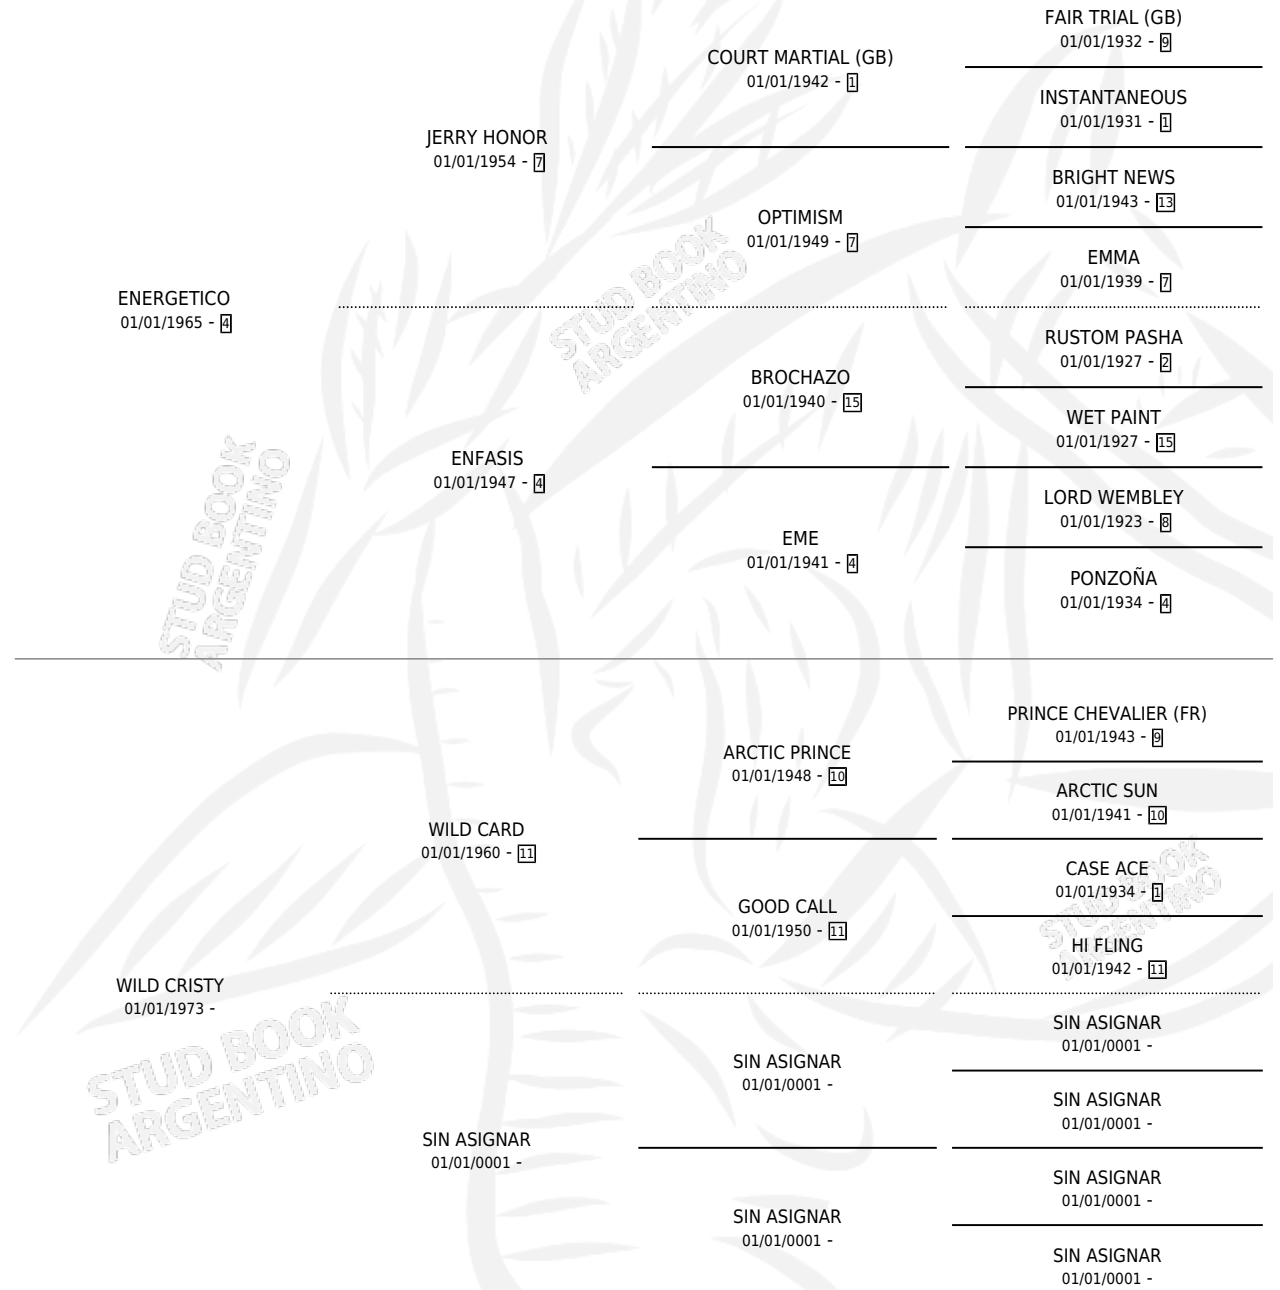 FAIR TRIAL (GB)
01/01/1932 - 9
COURT MARTIAL (GB)
01/01/1942 - 1
INSTANTANEOUS
01/01/1931 - 1
JERRY HONOR
01/01/1954 - 7
BRIGHT NEWS
01/01/1943 - 13
OPTIMISM
01/01/1949 - 7
EMMA
01/01/1939 - 7
ENERGETICO
01/01/1965 - 4
RUSTOM PASHA
01/01/1927 - 2
BROCHAZO
01/01/1940 - 15
WET PAINT
01/01/1927 - 15
ENFASIS
01/01/1947 - 4
LORD WEMBLEY
01/01/1923 - 8
EME
01/01/1941 - 4
PONZOÑA
01/01/1934 - 4
PRINCE CHEVALIER (FR)
01/01/1943 - 9
ARCTIC PRINCE
01/01/1948 - 10
ARCTIC SUN
01/01/1941 - 10
WILD CARD
01/01/1960 - 11
CASE ACE
01/01/1934 - 1
GOOD CALL
01/01/1950 - 11
HI FLING
01/01/1942 - 11
WILD CRISTY
01/01/1973 -
SIN ASIGNAR
01/01/0001 -
SIN ASIGNAR
01/01/0001 -
SIN ASIGNAR
01/01/0001 -
SIN ASIGNAR
01/01/0001 -
SIN ASIGNAR
01/01/0001 -
SIN ASIGNAR
01/01/0001 -
SIN ASIGNAR
01/01/0001 -
STUD BOOK
ARGENTINO
STUD BOOK
ARGENTINO
STUD BOOK
ARGENTINO
STUD BOOK
ARGENTINO